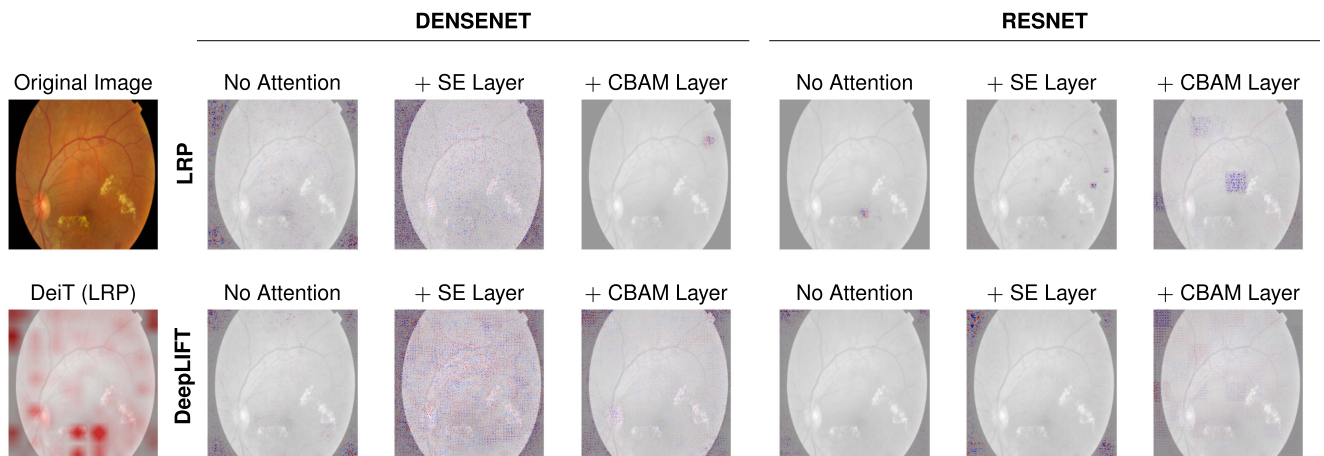 DENSENET RESNET
Original Image No Attention + SE Layer + CBAM Layer No Attention + SE Layer + CBAM Layer
LRP
DeiT (LRP) No Attention + SE Layer + CBAM Layer No Attention + SE Layer + CBAM Layer
DeepLIFT